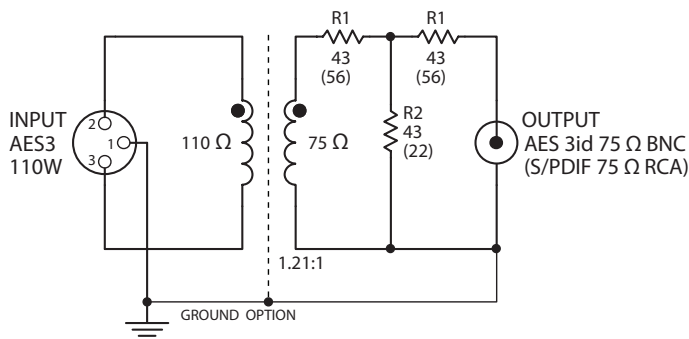 R1
43
(56)
R1
43
(56)
R2
43
(22)
INPUT
AES3
110W
2
1
3
110 Ω
75 Ω
OUTPUT
AES 3id 75 Ω BNC
(S/PDIF 75 Ω RCA)
1.21:1
GROUND OPTION